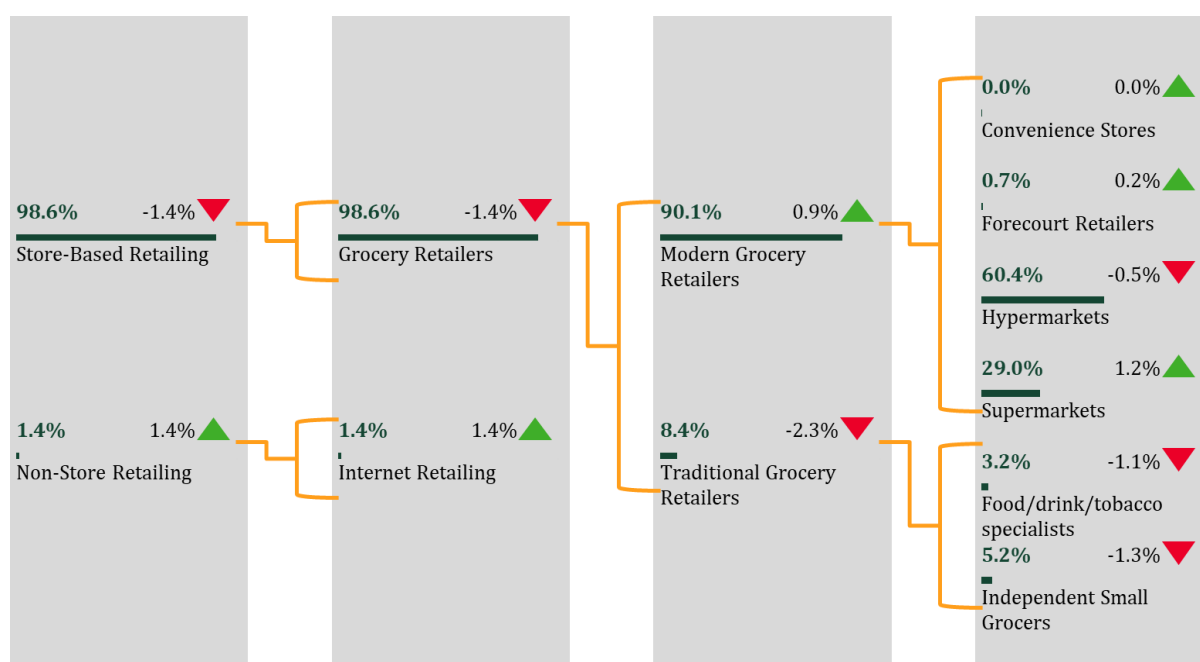 98.6% -1.4%
Store-Based Retailing
1.4% 1.4%
Non-Store Retailing
98.6% -1.4%
Grocery Retailers
1.4% 1.4%
Internet Retailing
90.1% 0.9%
Modern Grocery
Retailers
8.4% -2.3%
Traditional Grocery
Retailers
0.0% 0.0%
Convenience Stores
0.7% 0.2%
Forecourt Retailers
60.4% -0.5%
Hypermarkets
29.0% 1.2%
Supermarkets
3.2% -1.1%
Food/drink/tobacco
specialists
5.2% -1.3%
Independent Small
Grocers